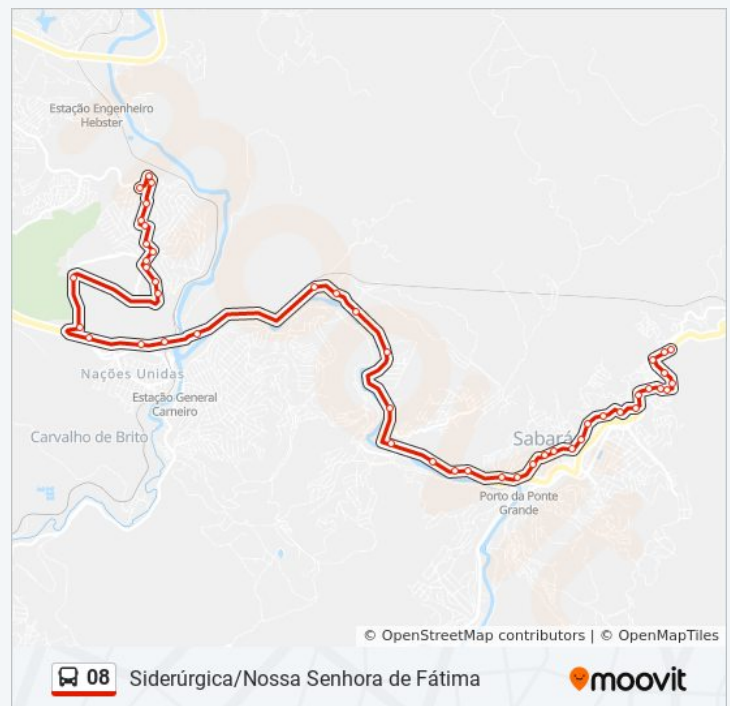 Estação Engenheiro
Hebster
Nações Unidas
Estação General
Carneiro
Carvalho de Brito
Sabará
Porto da Ponte
Grande
© OpenStreetMap contributors | © OpenMapTiles
08 Siderúrgica/Nossa Senhora de Fátima
moovit